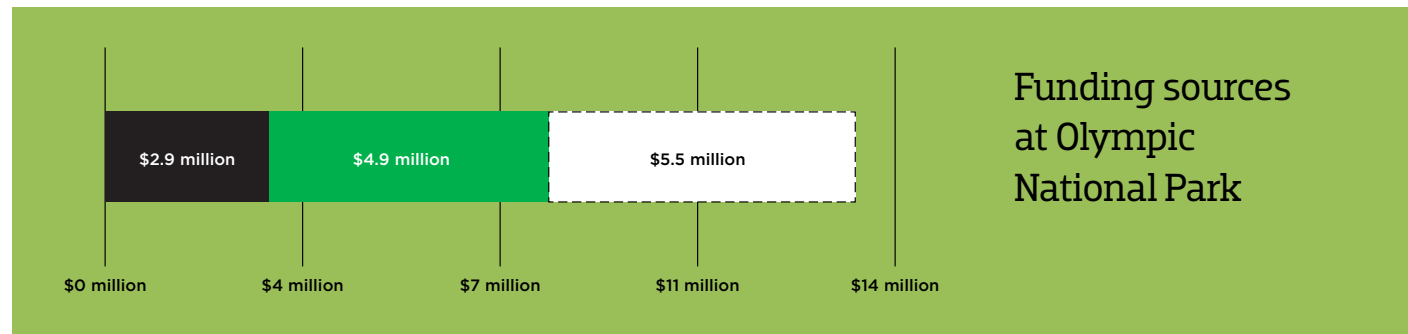 Funding sources
at Olympic
National Park
$2.9 million
$4.9 million
$5.5 million
$0 million
$4 million
$7 million
$11 million
$14 million